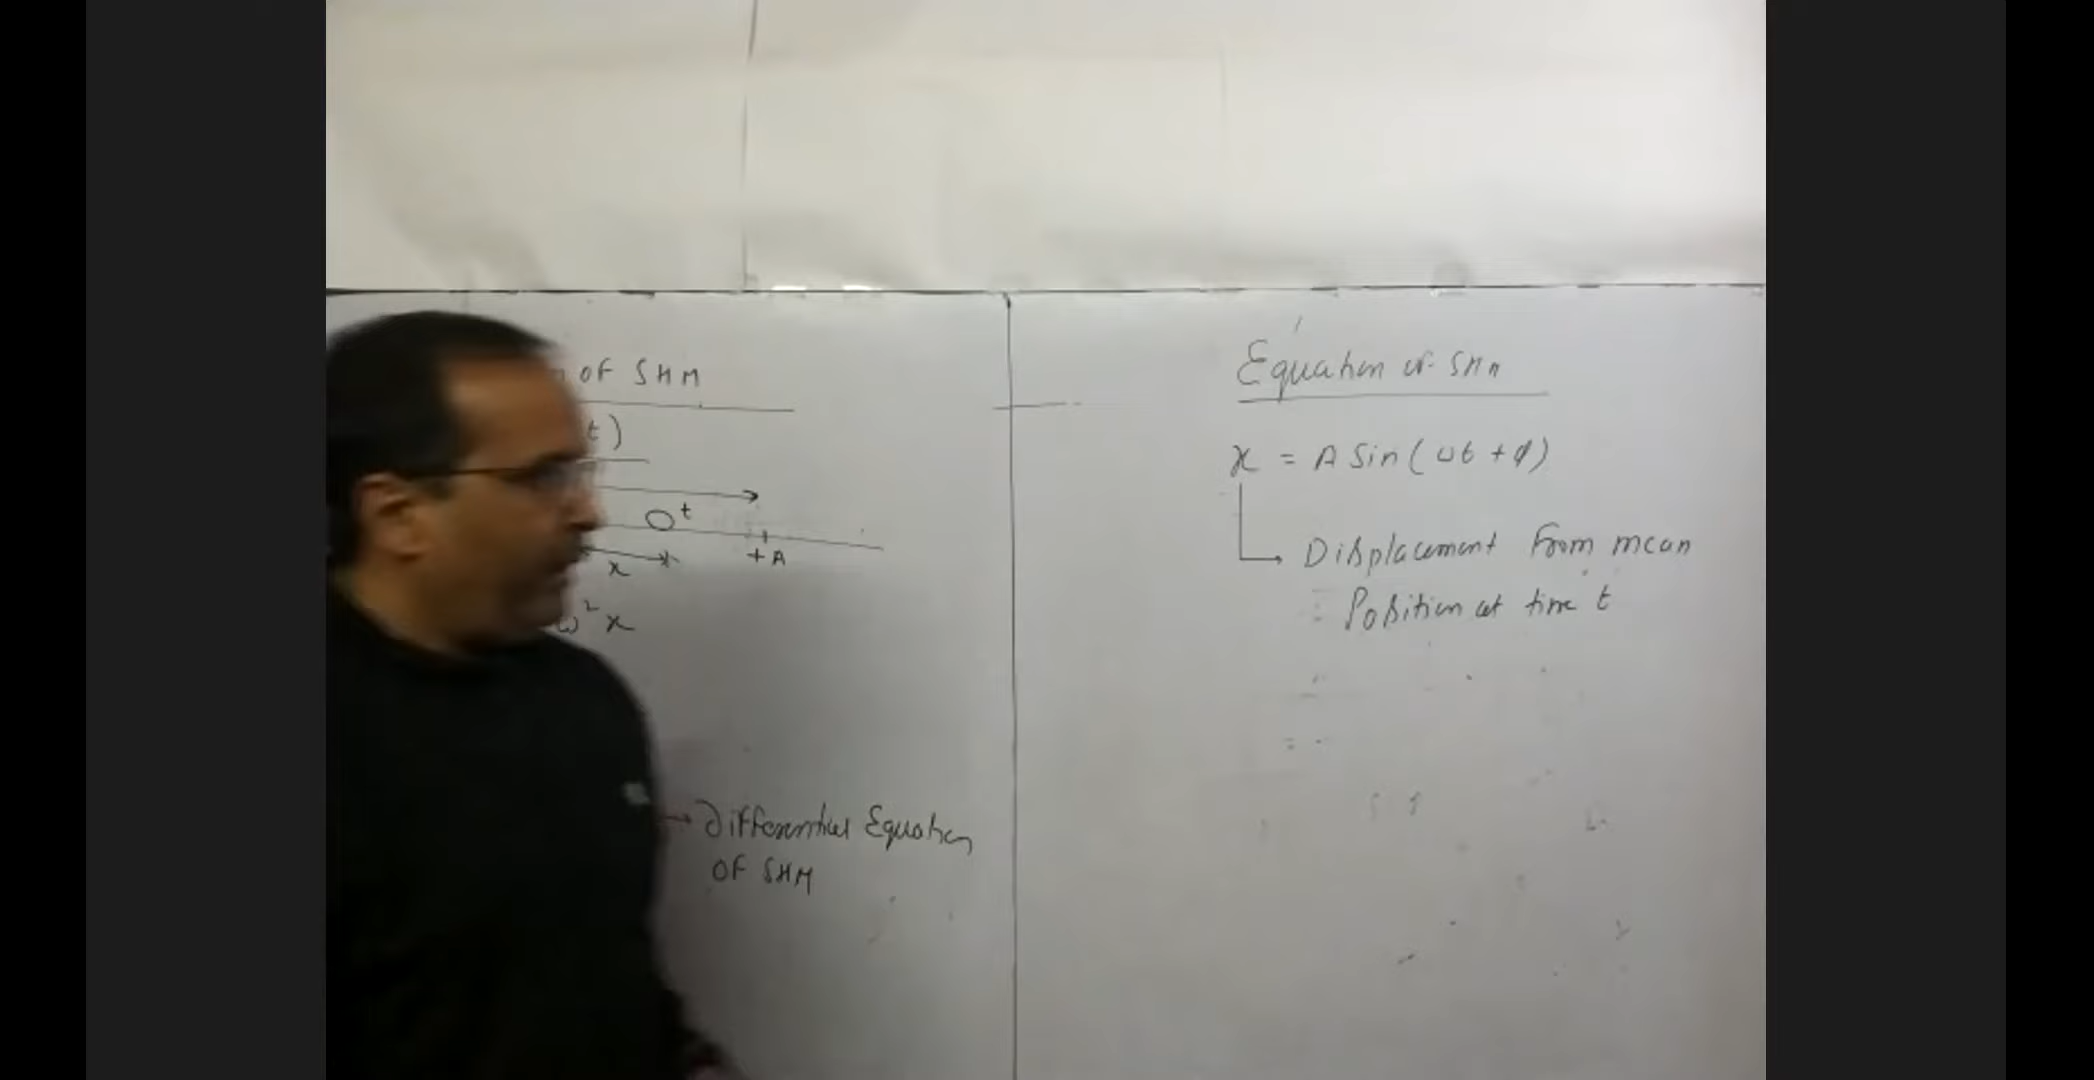 OF SHM
t)
t
x
+A
ω²x
→ Differential Equation
OF SHM
Equation of SHM
x = A Sin(ωt + φ)
Displacement From mean
Position at time t